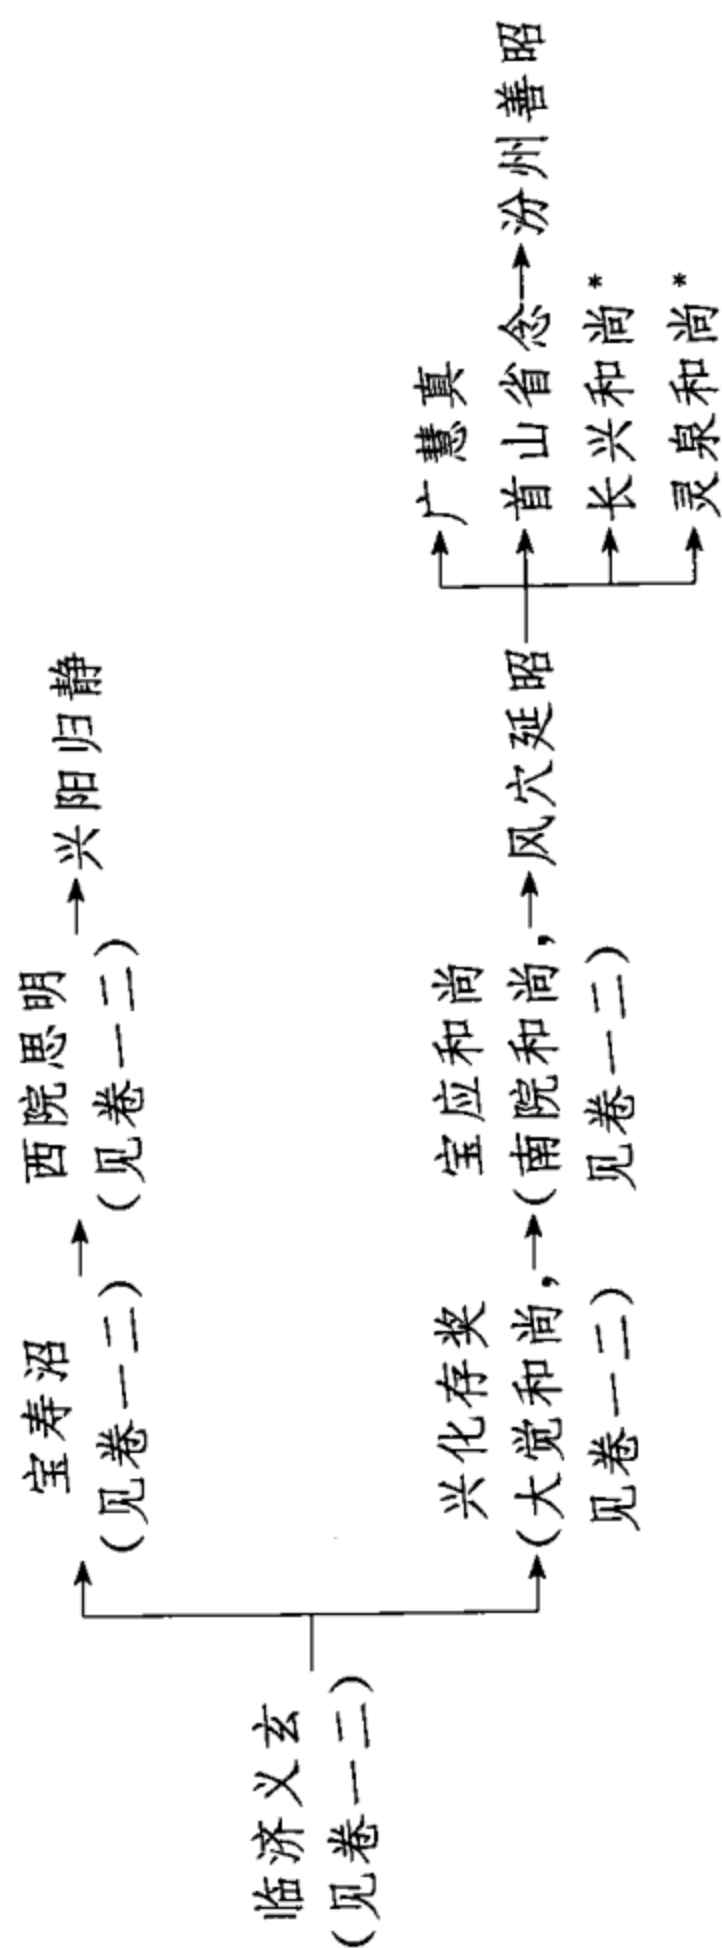 临济义玄
(见卷一二)
宝寿沼
(见卷一二)
西院思明
(见卷一二)
兴阳归静
兴化存奖
(大觉和尚,
见卷一二)
宝应和尚
(南院和尚,
见卷一二)
风穴延昭
广慧真
首山省念
汾州善昭
长兴和尚*
灵泉和尚*